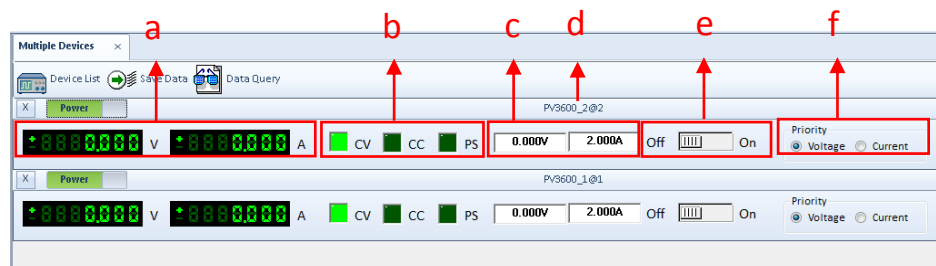 a b c d e f
Multiple Devices ×
Device List Save Data Data Query
X Power PV3600_2@2
± 0.000 V ± 0.000 A CV CC PS 0.000V 2.000A Off On Priority
Voltage Current
X Power PV3600_1@1
± 0.000 V ± 0.000 A CV CC PS 0.000V 2.000A Off On Priority
Voltage Current